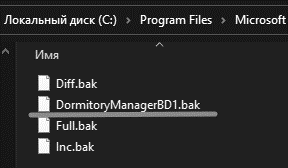 Локальный диск (C:) > Program Files > Microsoft
Имя
Diff.bak
DormitoryManagerBD1.bak
Full.bak
Inc.bak